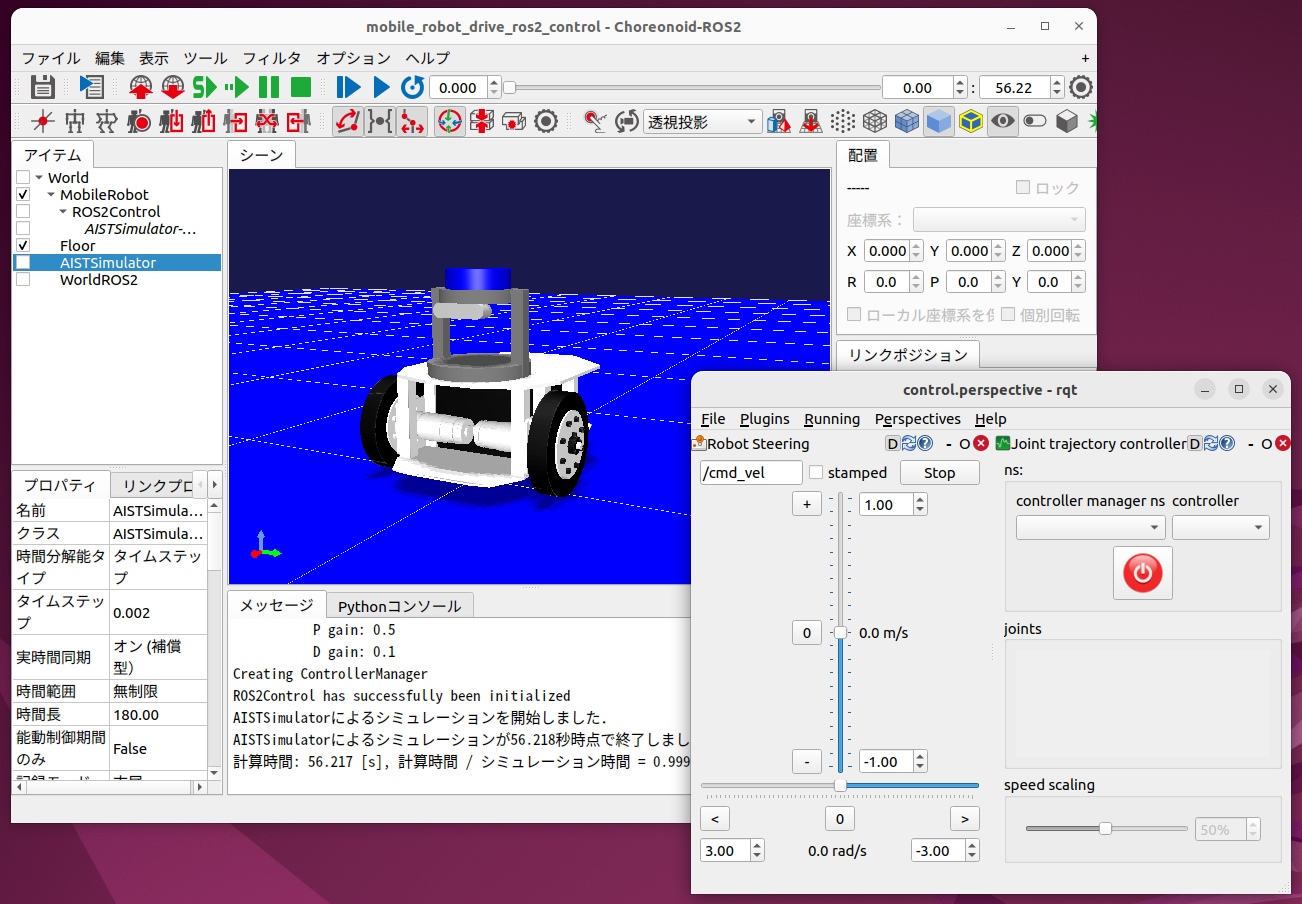 mobile_robot_drive_ros2_control - Choreonoid-ROS2
ファイル 編集 表示 ツール フィルタ オプション ヘルプ +
0.000 0.00 : 56.22
透視投影
アイテム
World
MobileRobot
ROS2Control
AISTSimulator-...
Floor
AISTSimulator
WorldROS2
シーン
配置
-----
ロック
座標系：
X 0.000 Y 0.000 Z 0.000
R 0.0 P 0.0 Y 0.0
ローカル座標系を 個別回転
リンクポジション
プロパティ リンクプロ
名前 AISTSimula...
クラス AISTSimula...
時間分解能タイプ タイムステップ
タイムステップ 0.002
実時間同期 オン (補償型)
時間範囲 無制限
時間長 180.00
能動制御期間のみ False
メッセージ Pythonコンソール
P gain: 0.5
D gain: 0.1
Creating ControllerManager
ROS2Control has successfully been initialized
AISTSimulatorによるシミュレーションを開始しました.
AISTSimulatorによるシミュレーションが56.218秒時点で終了しまし
計算時間: 56.217 [s], 計算時間 / シミュレーション時間 = 0.999
control.perspective - rqt
File Plugins Running Perspectives Help
Robot Steering D - O
/cmd_vel stamped Stop
+ 1.00
0 0.0 m/s
- -1.00
< 0 >
3.00 0.0 rad/s -3.00
Joint trajectory controller D - O
ns:
controller manager ns controller
joints
speed scaling
50%